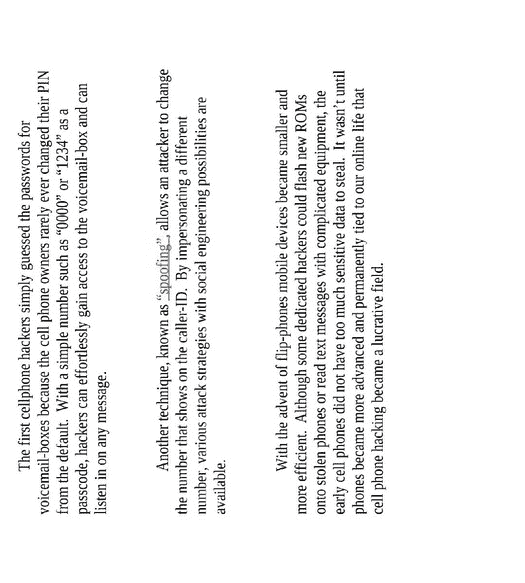 The first cellphone hackers simply guessed the passwords for
voicemail-boxes because the cell phone owners rarely ever changed their PIN
from the default. With a simple number such as “0000” or “1234” as a
passcode, hackers can effortlessly gain access to the voicemail-box and can
listen in on any message.
Another technique, known as “spoofing”, allows an attacker to change
the number that shows on the caller-ID. By impersonating a different
number, various attack strategies with social engineering possibilities are
available.
With the advent of flip-phones mobile devices became smaller and
more efficient. Although some dedicated hackers could flash new ROMs
onto stolen phones or read text messages with complicated equipment, the
early cell phones did not have too much sensitive data to steal. It wasn’t until
phones became more advanced and permanently tied to our online life that
cell phone hacking became a lucrative field.